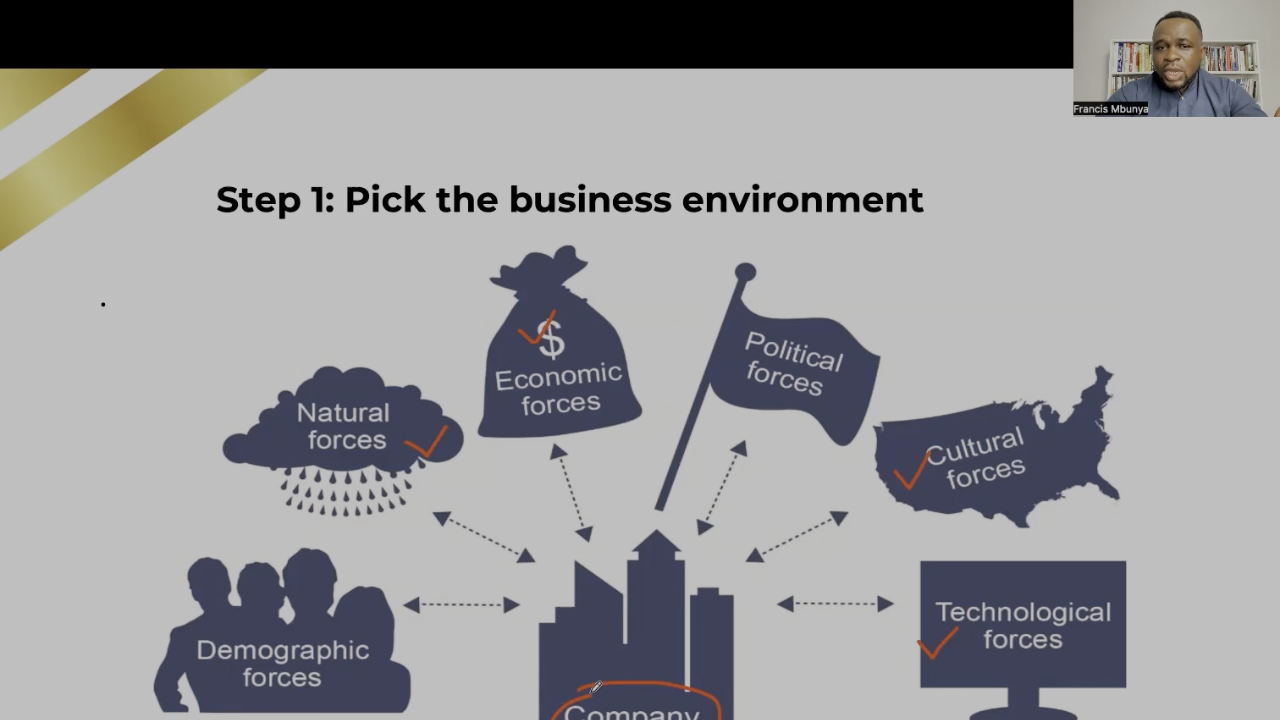 Francis Mbunya
Step 1: Pick the business environment
$
Economic
forces
Political
forces
Natural
forces
Cultural
forces
Technological
forces
Demographic
forces
Company